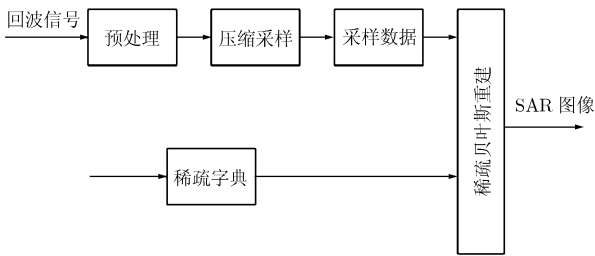 回波信号
预处理
压缩采样
采样数据
稀疏贝叶斯重建
SAR 图像
稀疏字典